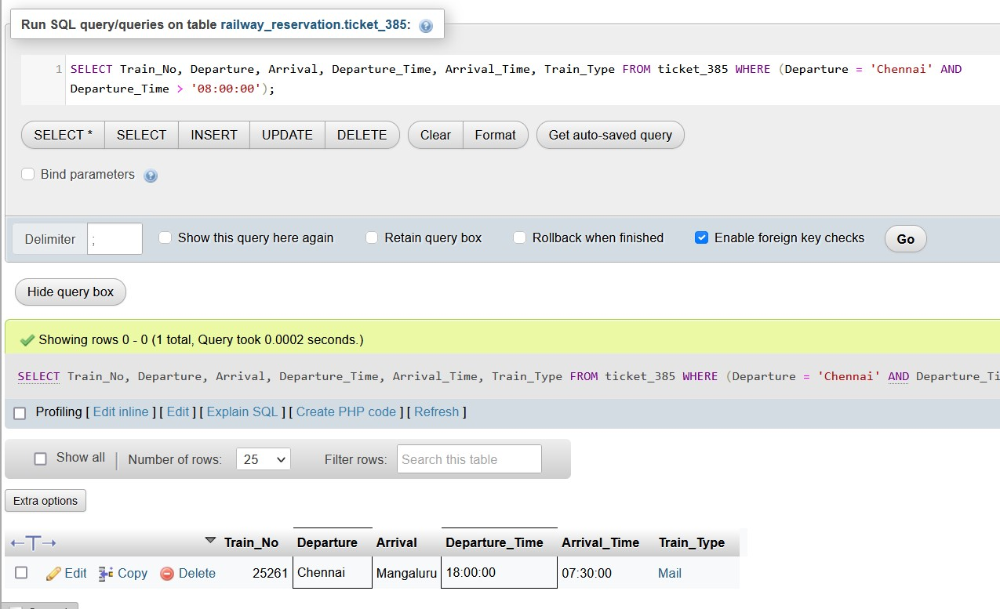 Run SQL query/queries on table railway_reservation.ticket_385:
1 SELECT Train_No, Departure, Arrival, Departure_Time, Arrival_Time, Train_Type FROM ticket_385 WHERE (Departure = 'Chennai' AND
Departure_Time > '08:00:00');
SELECT * SELECT INSERT UPDATE DELETE Clear Format Get auto-saved query
Bind parameters
Delimiter ; Show this query here again Retain query box Rollback when finished Enable foreign key checks Go
Hide query box
Showing rows 0 - 0 (1 total, Query took 0.0002 seconds.)
SELECT Train_No, Departure, Arrival, Departure_Time, Arrival_Time, Train_Type FROM ticket_385 WHERE (Departure = 'Chennai' AND Departure_Ti
Profiling [ Edit inline ] [ Edit ] [ Explain SQL ] [ Create PHP code ] [ Refresh ]
Show all Number of rows: 25 Filter rows: Search this table
Extra options
Train_No Departure Arrival Departure_Time Arrival_Time Train_Type
Edit Copy Delete 25261 Chennai Mangaluru 18:00:00 07:30:00 Mail